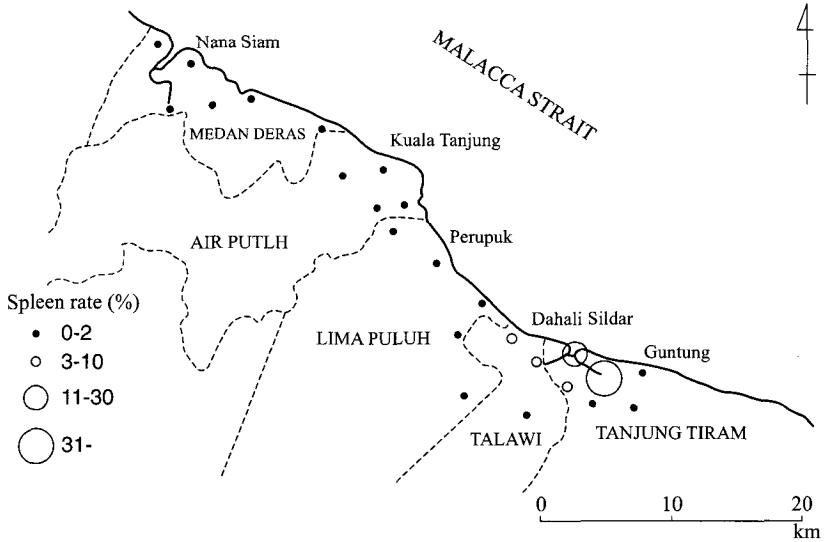 Nana Siam
MALACCA STRAIT
MEDAN DERAS
Kuala Tanjung
AIR PUTLH
Perupuk
Spleen rate (%)
0-2
3-10
11-30
31-
LIMA PULUH
Dahali Sildar
Guntung
TALAWI
TANJUNG TIRAM
0 10 20
km